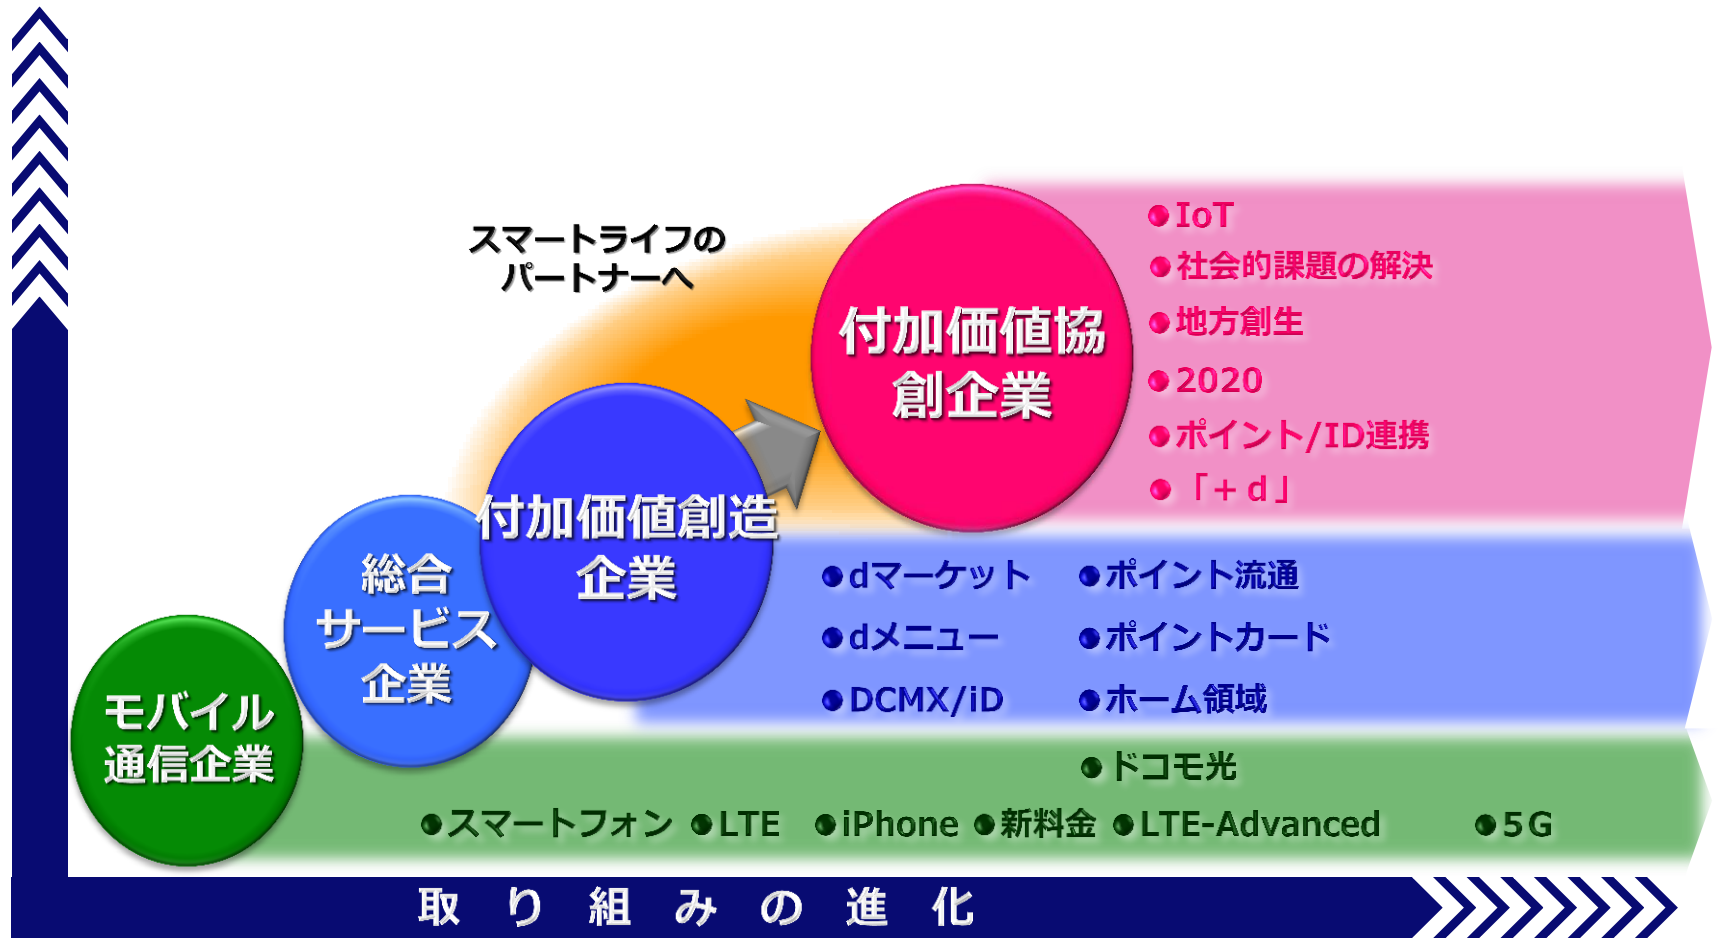 スマートライフの
パートナーへ
付加価値協
創企業
●IoT
●社会的課題の解決
●地方創生
●2020
●ポイント/ID連携
●「+d」
付加価値創造
企業
●dマーケット ●ポイント流通
●dメニュー ●ポイントカード
●DCMX/iD ●ホーム領域
総合
サービス
企業
モバイル
通信企業
●ドコモ光
●スマートフォン ●LTE ●iPhone ●新料金 ●LTE-Advanced ●5G
取り組みの進化